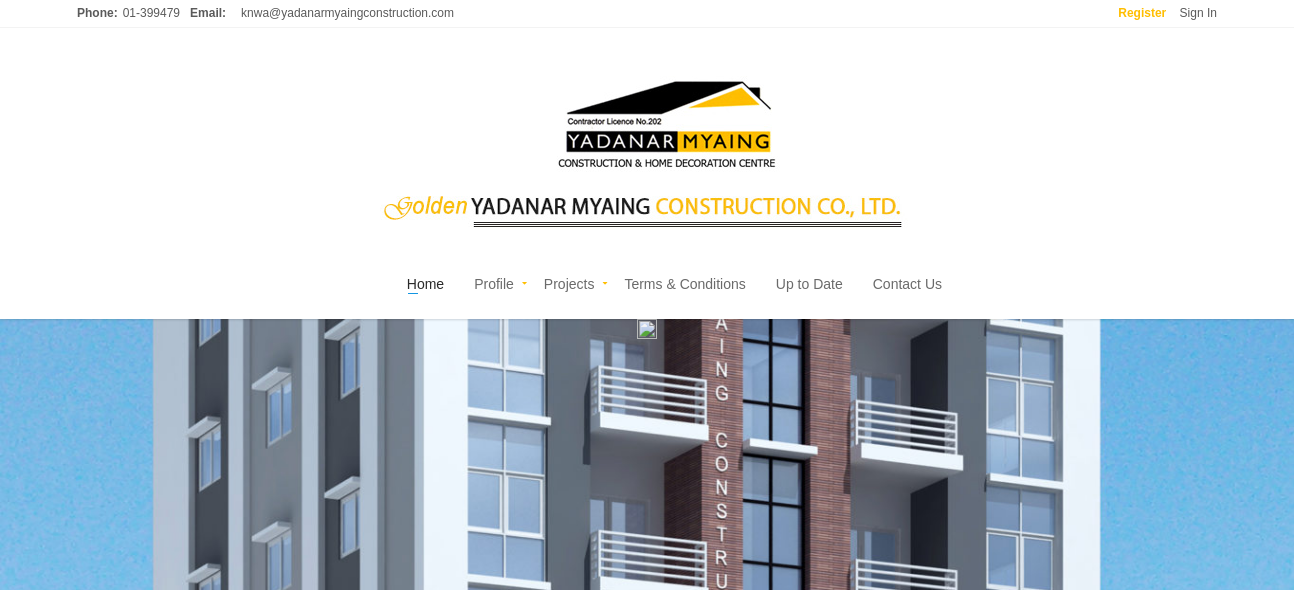 Phone: 01-399479 Email: knwa@yadanarmyaingconstruction.com Register Sign In
Contractor Licence No.202
YADANAR MYAING
CONSTRUCTION & HOME DECORATION CENTRE
Golden YADANAR MYAING CONSTRUCTION CO., LTD.
Home Profile Projects Terms & Conditions Up to Date Contact Us
AING CONSTRU